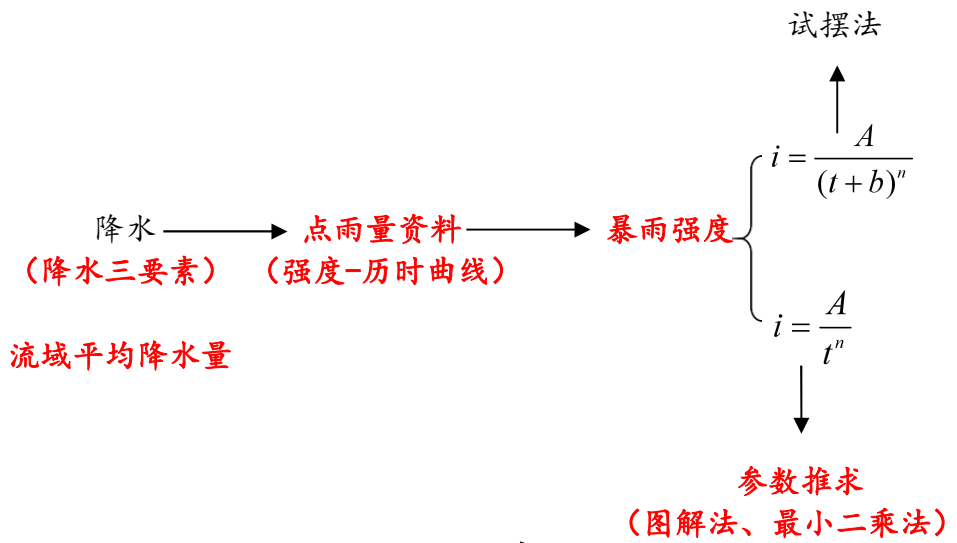 试摆法
i = A/(t+b)^n
降水 点雨量资料 暴雨强度
（降水三要素） （强度-历时曲线）
i = A/t^n
流域平均降水量
参数推求
（图解法、最小二乘法）